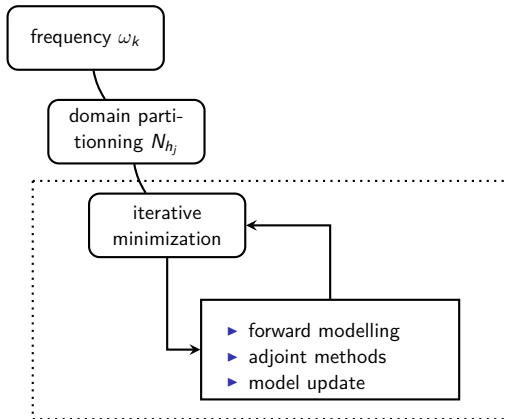 frequency ωk
domain parti-
tionning Nhj
iterative
minimization
▶ forward modelling
▶ adjoint methods
▶ model update